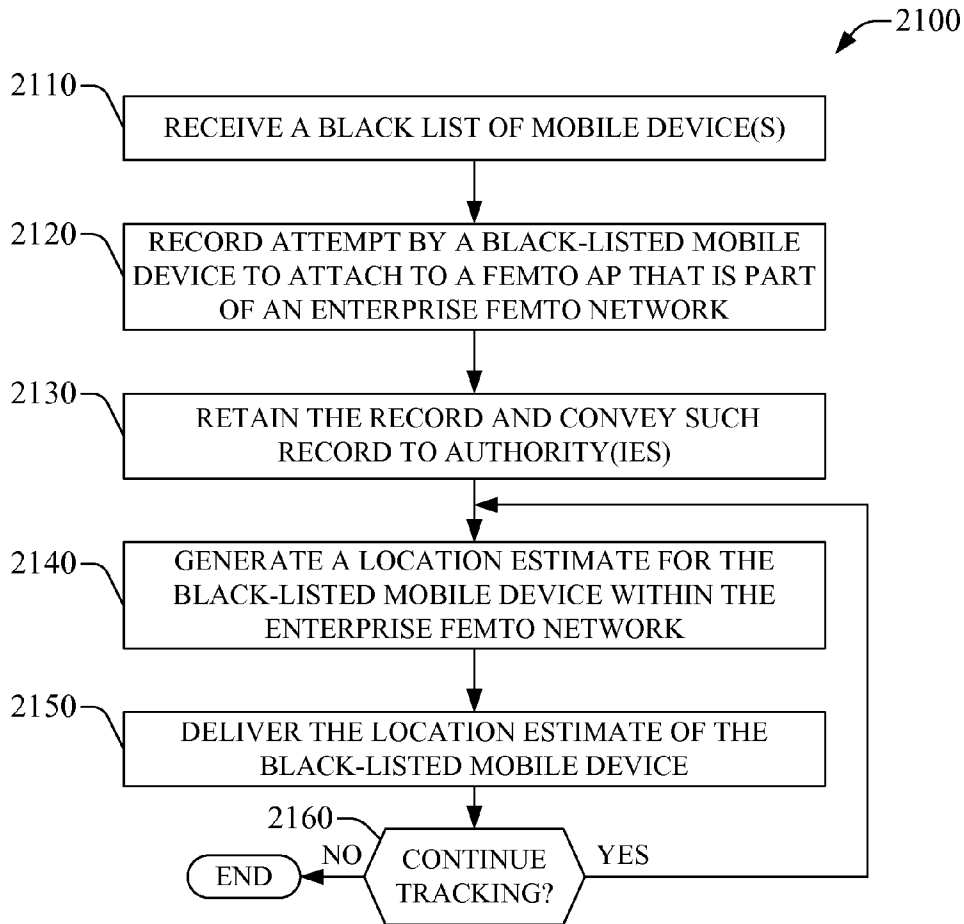 2100
2110
RECEIVE A BLACK LIST OF MOBILE DEVICE(S)
2120
RECORD ATTEMPT BY A BLACK-LISTED MOBILE
DEVICE TO ATTACH TO A FEMTO AP THAT IS PART
OF AN ENTERPRISE FEMTO NETWORK
2130
RETAIN THE RECORD AND CONVEY SUCH
RECORD TO AUTHORITY(IES)
2140
GENERATE A LOCATION ESTIMATE FOR THE
BLACK-LISTED MOBILE DEVICE WITHIN THE
ENTERPRISE FEMTO NETWORK
2150
DELIVER THE LOCATION ESTIMATE OF THE
BLACK-LISTED MOBILE DEVICE
2160
CONTINUE
TRACKING?
NO
YES
END